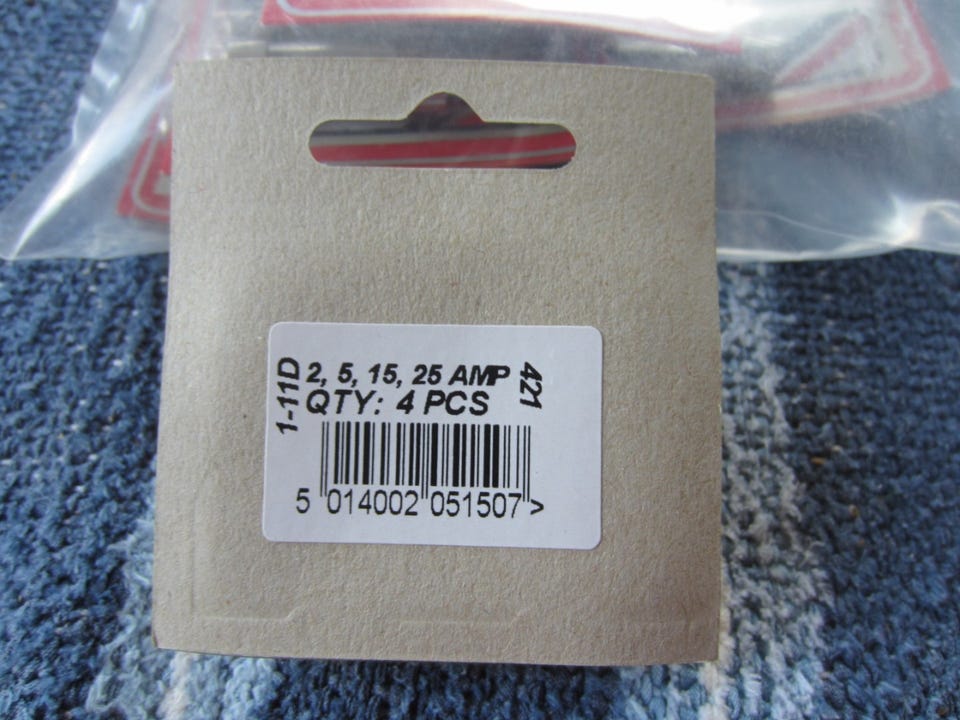 1-11D
2, 5, 15, 25 AMP
421
QTY: 4 PCS
5 014002 051507 >